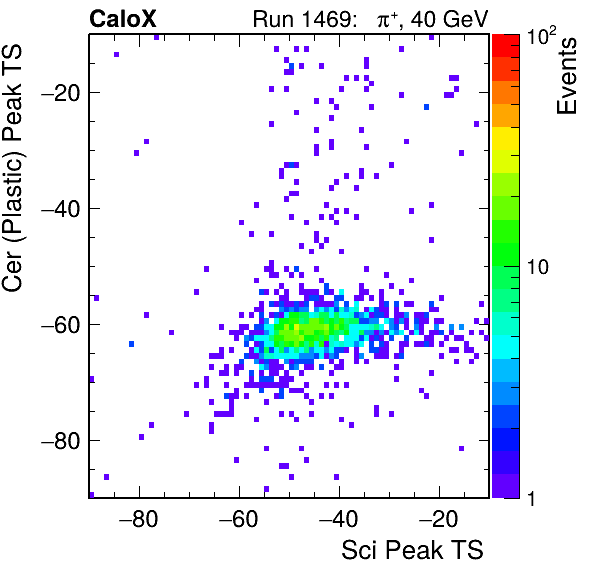 CaloX Run 1469: π⁺, 40 GeV
Cer (Plastic) Peak TS
−20
−40
−60
−80
−80 −60 −40 −20
Sci Peak TS
10²
10
1
Events